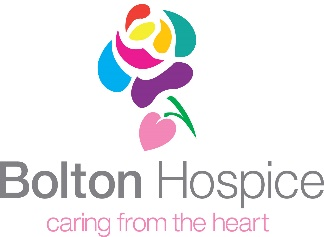 Bolton Hospice
caring from the heart